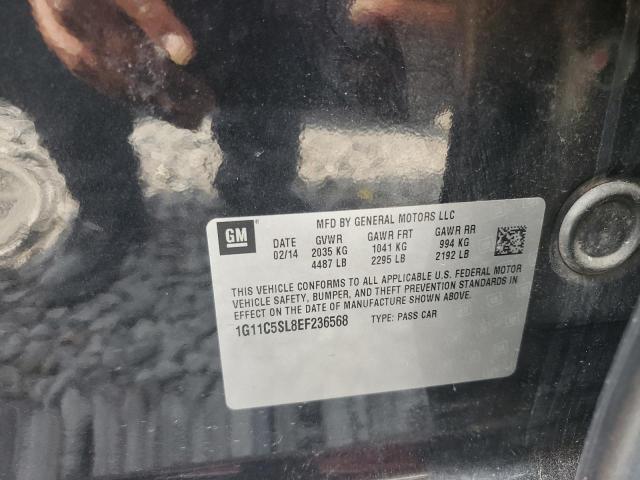 GM®
MFD BY GENERAL MOTORS LLC
DATE GVWR GAWR FRT GAWR RR
02/14 2035 KG 1041 KG 994 KG
4487 LB 2295 LB 2192 LB
THIS VEHICLE CONFORMS TO ALL APPLICABLE U.S. FEDERAL MOTOR
VEHICLE SAFETY, BUMPER, AND THEFT PREVENTION STANDARDS IN
EFFECT ON THE DATE OF MANUFACTURE SHOWN ABOVE.
1G11C5SL8EF236568 TYPE: PASS CAR